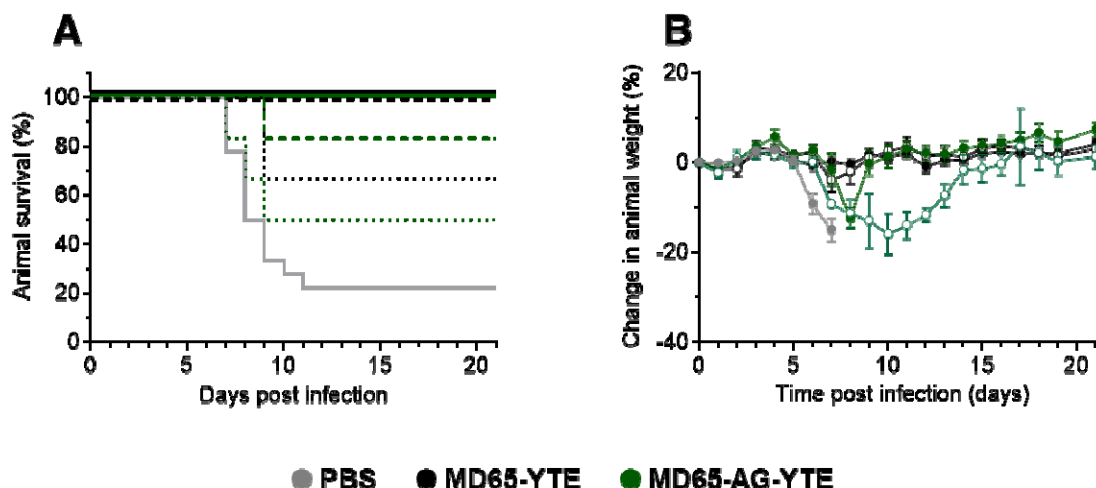 A
Animal survival (%)
100
80
60
40
20
0
0 5 10 15 20
Days post infection
B
Change in animal weight (%)
20
0
-20
-40
0 5 10 15 20
Time post infection (days)
PBS MD65-YTE MD65-AG-YTE